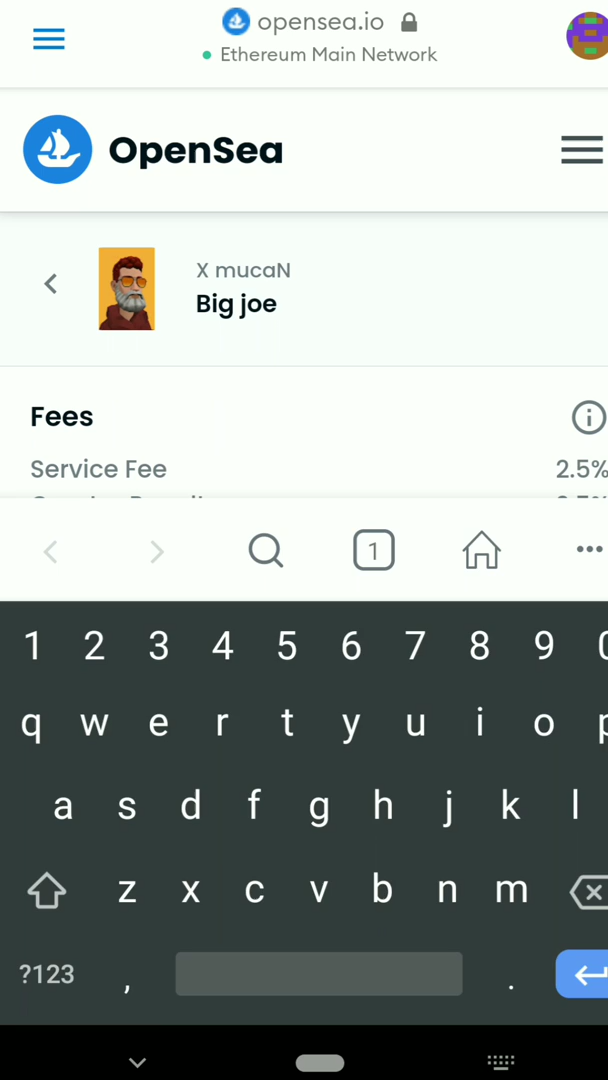 opensea.io
Ethereum Main Network
OpenSea
X mucaN
Big joe
Fees
Service Fee 2.5%
1
1 2 3 4 5 6 7 8 9
q w e r t y u i o p
a s d f g h j k l
z x c v b n m
?123 , .